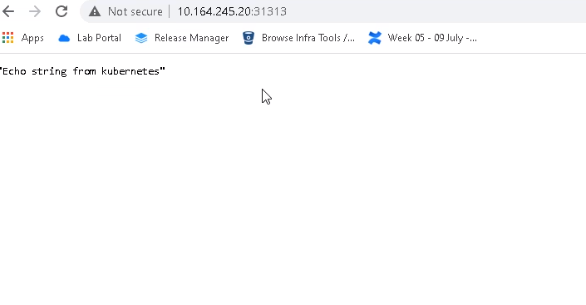 Not secure | 10.164.245.20:31313
Apps Lab Portal Release Manager Browse Infra Tools /... Week 05 - 09 July -...
"Echo string from kubernetes"